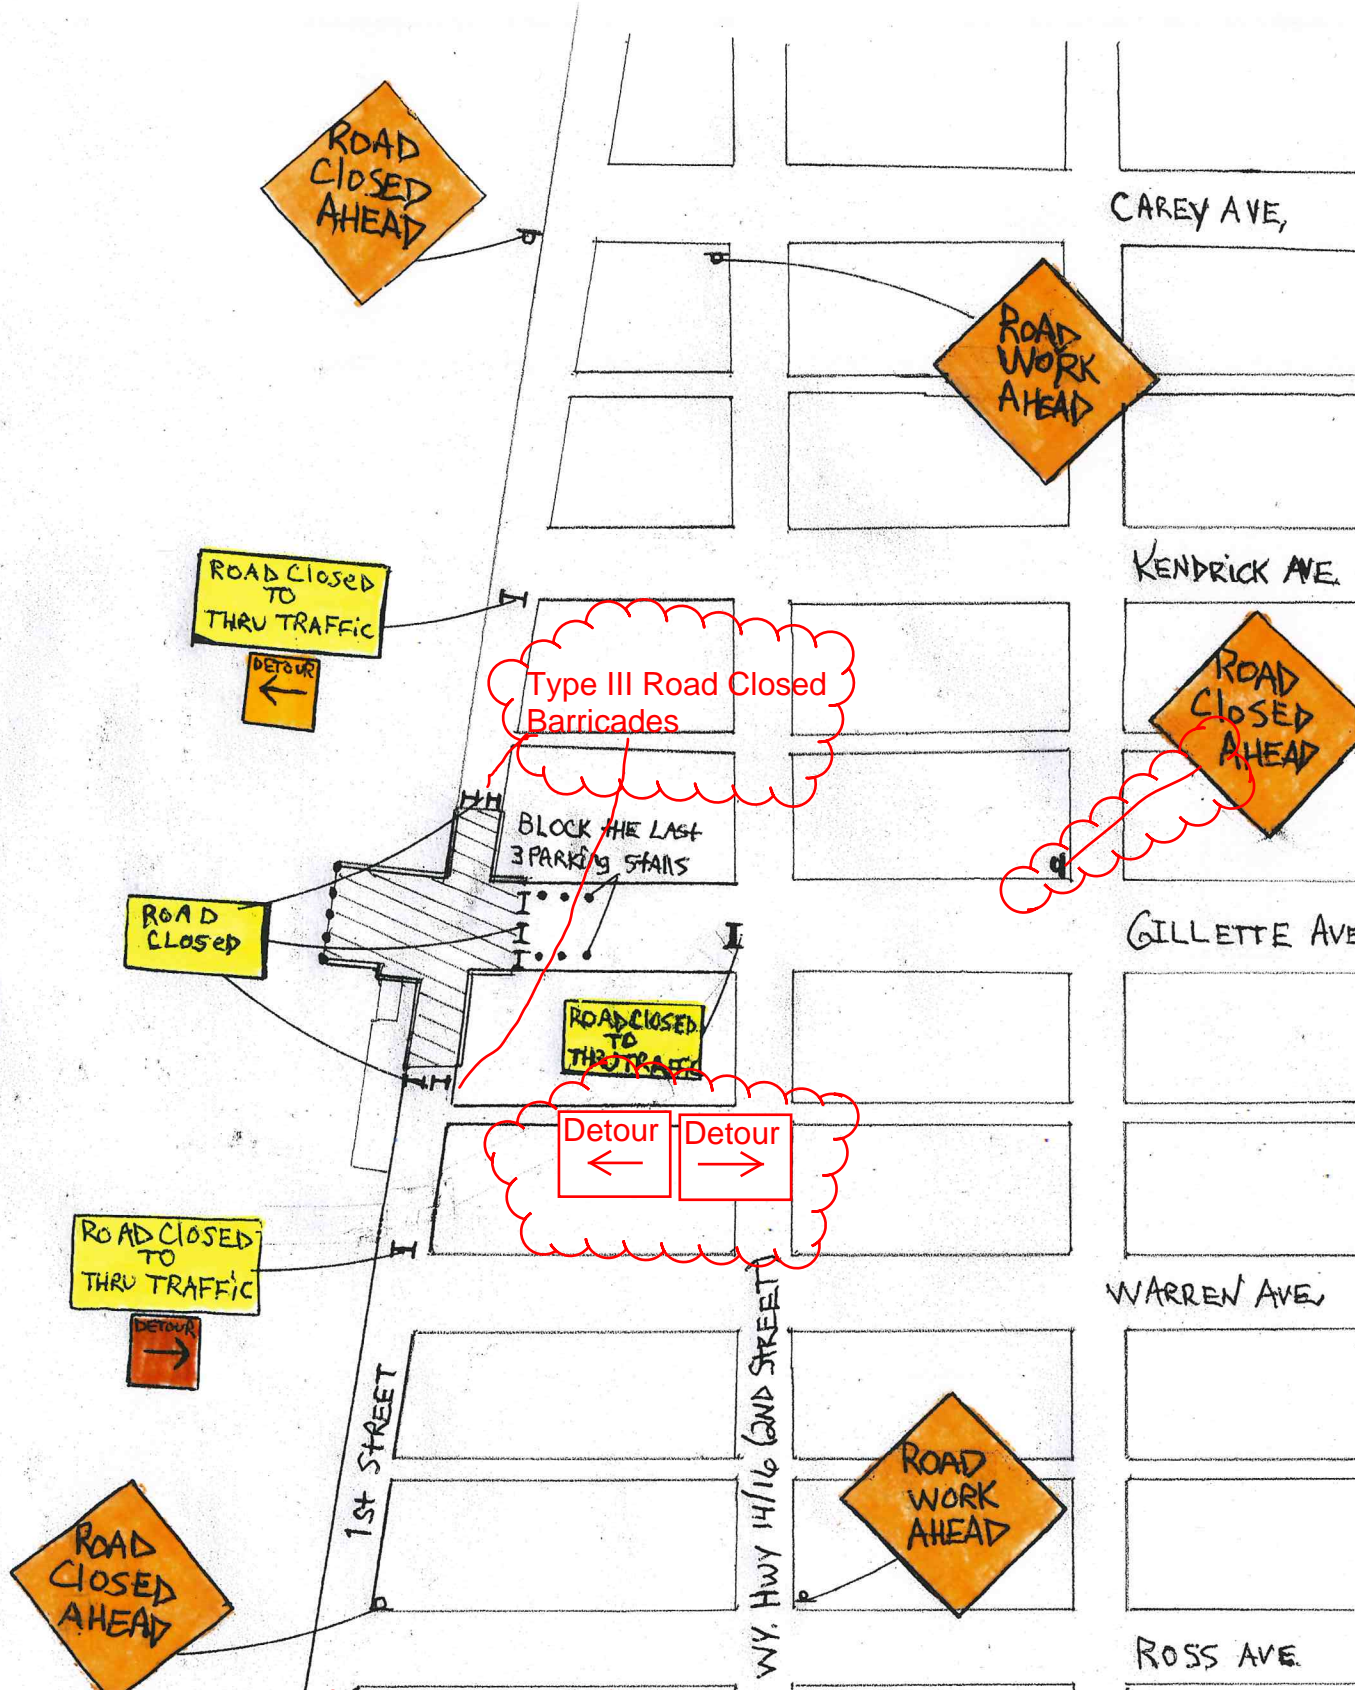 ROAD
CLOSED
AHEAD
CAREY AVE,
ROAD
WORK
AHEAD
KENDRICK AVE.
ROAD CLOSED
TO
THRU TRAFFIC
DETOUR
ROAD
CLOSED
AHEAD
Type III Road Closed
Barricades
BLOCK THE LAST
3 PARKING STALLS
ROAD
CLOSED
GILLETTE AVE
ROAD CLOSED
TO
THRU TRAFFIC
Detour
Detour
ROAD CLOSED
TO
THRU TRAFFIC
DETOUR
WARREN AVE,
1St STREET
WY. HWY 14/16 (2ND STREET)
ROAD
WORK
AHEAD
ROAD
CLOSED
AHEAD
ROSS AVE.